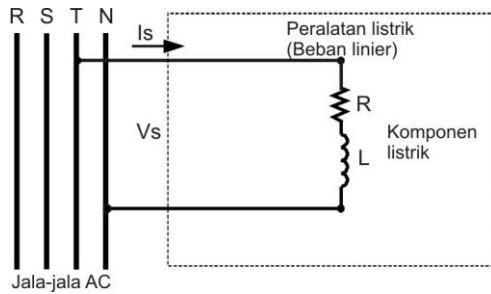 R S T N
Is
Peralatan listrik
(Beban linier)
R
Vs
Komponen
listrik
L
Jala-jala AC